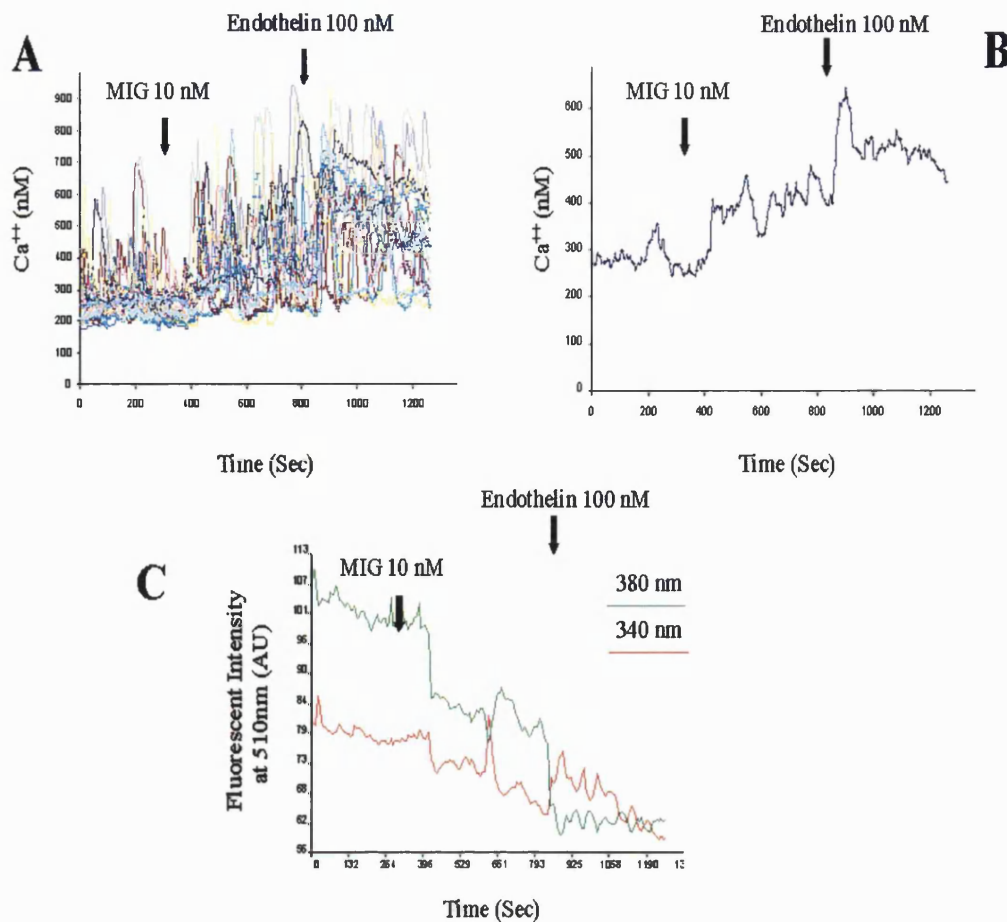 A
Endothelin 100 nM
MIG 10 nM
Ca++ (nM)
900
800
700
600
500
400
300
200
100
0
0 200 400 600 800 1000 1200
Time (Sec)
B
Endothelin 100 nM
MIG 10 nM
Ca++ (nM)
600
500
400
300
200
0
0 200 400 600 800 1000 1200
Time (Sec)
C
Endothelin 100 nM
MIG 10 nM
380 nm
340 nm
Fluorescent Intensity
at 510nm (AU)
113
107
101
95
90
84
79
73
68
62
56
0 132 264 396 529 661 793 925 1058 1190 13
Time (Sec)